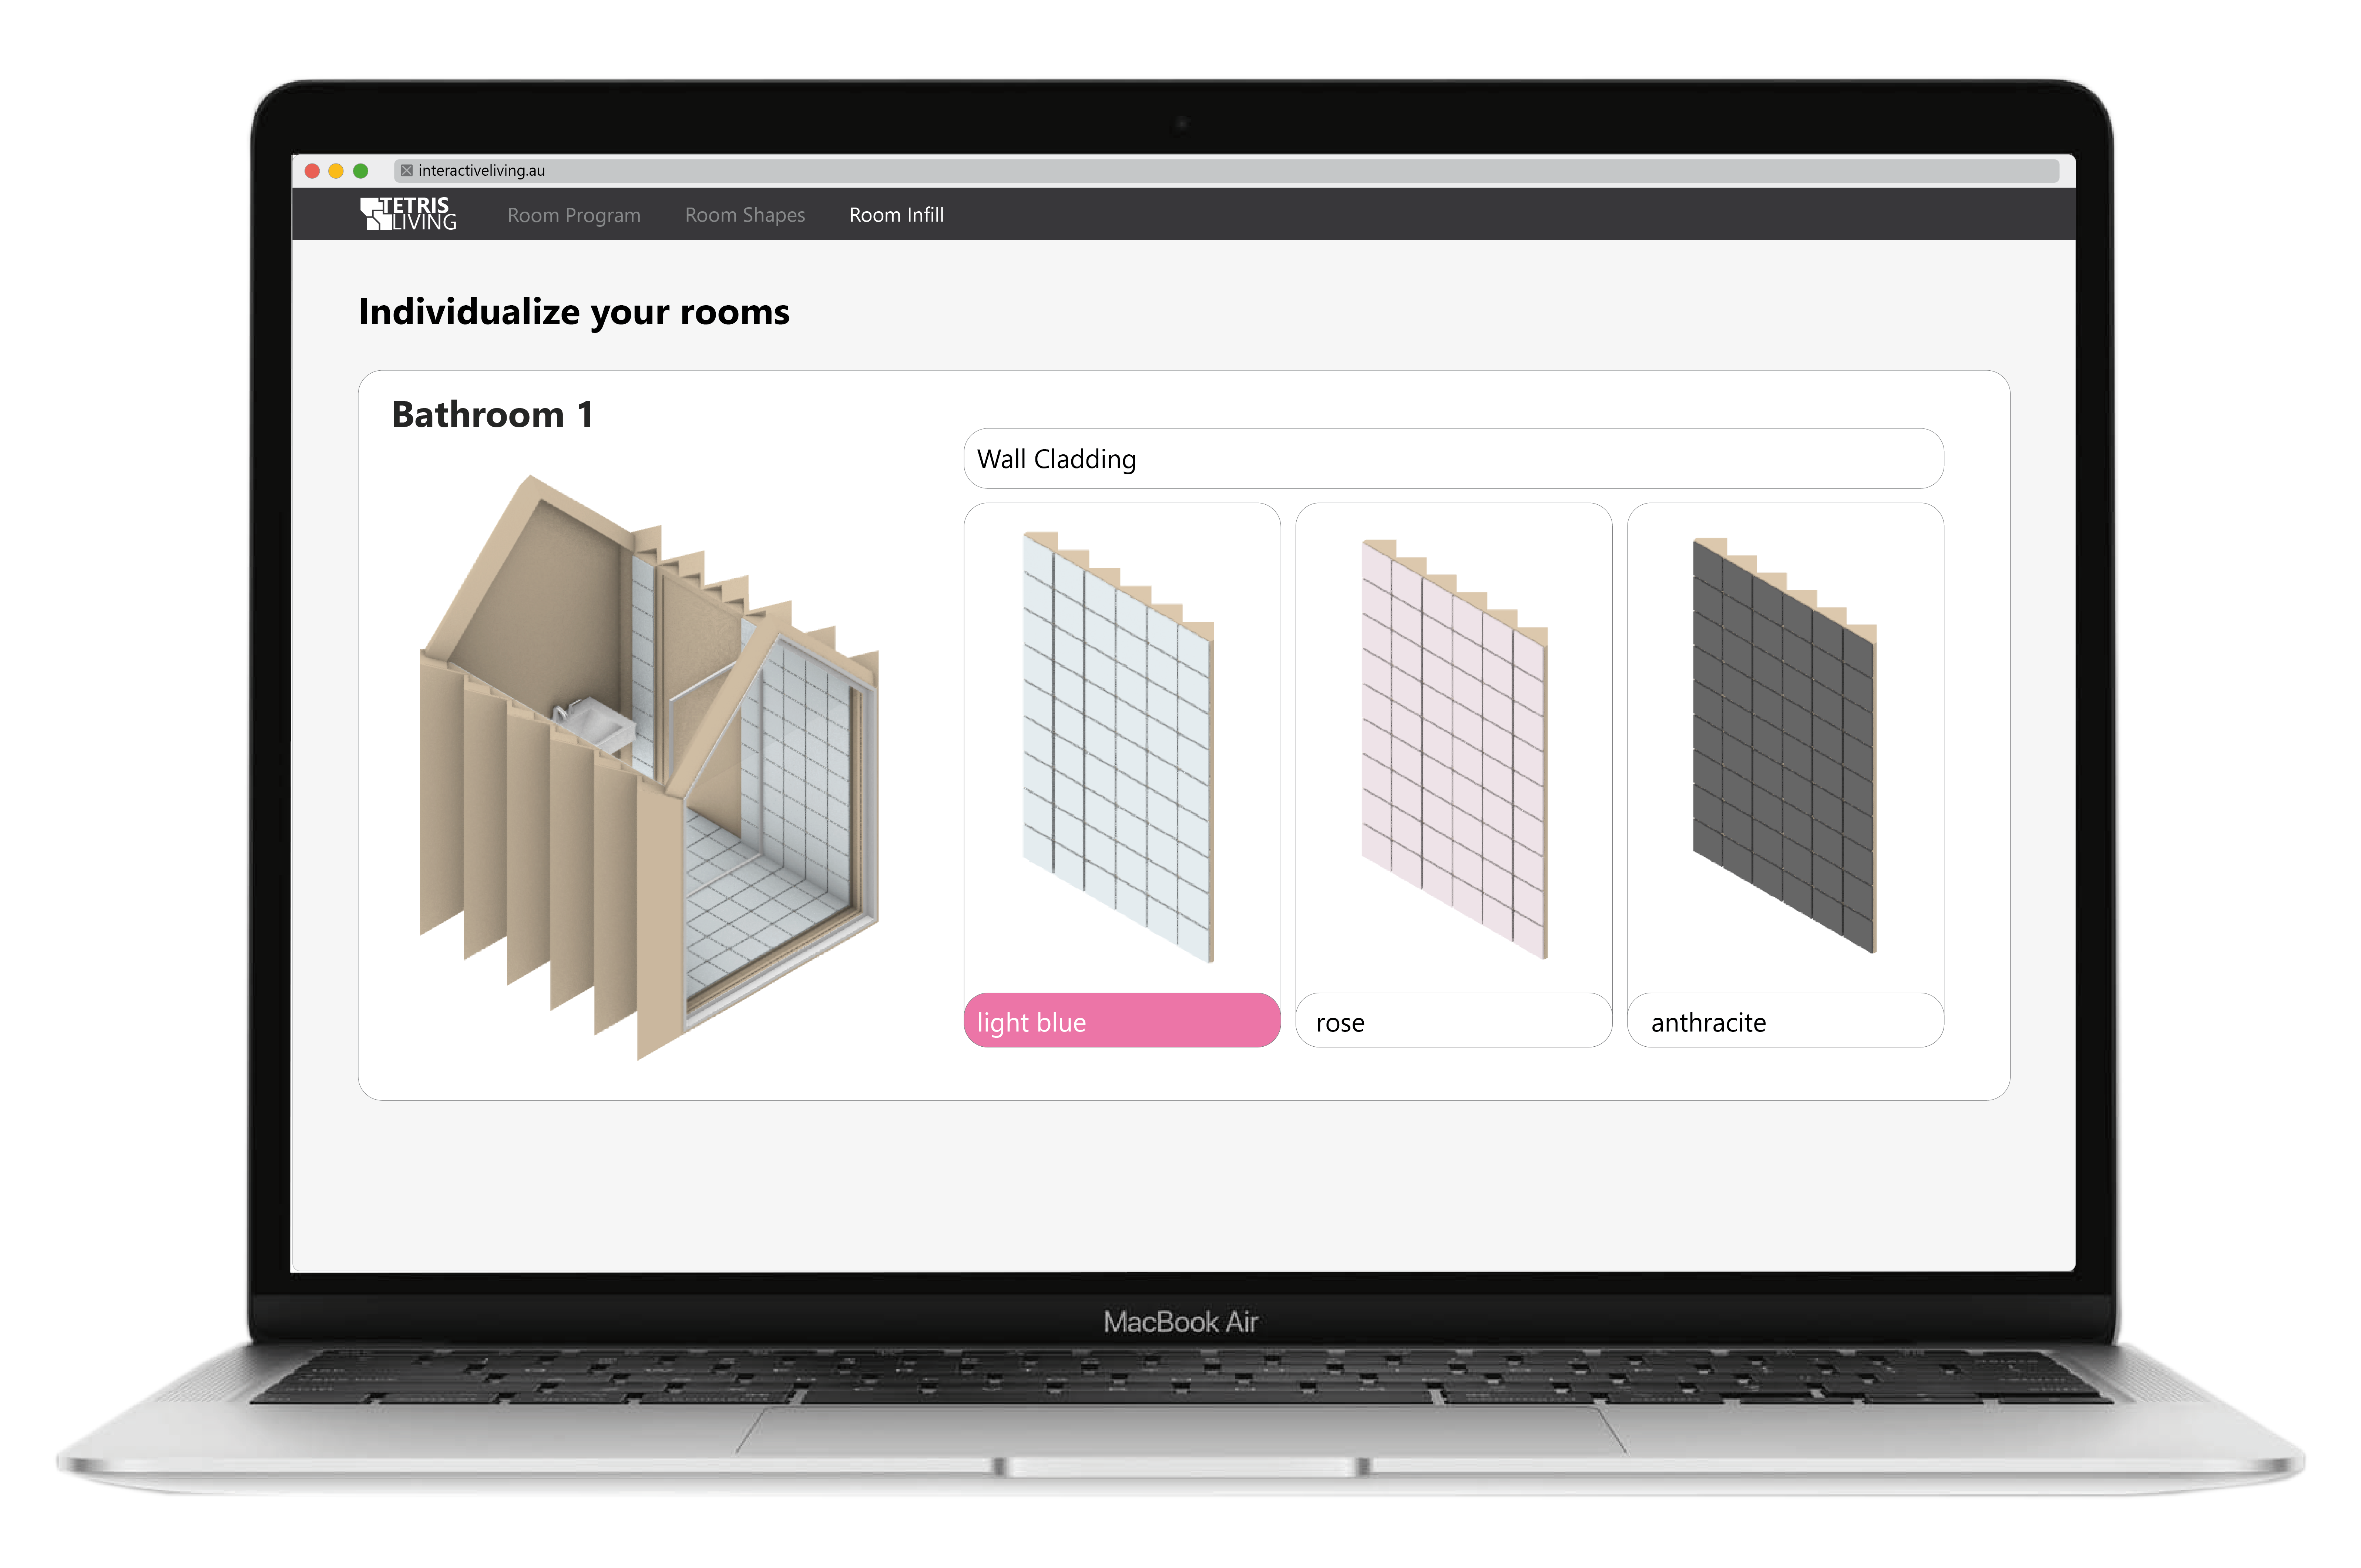 interactiveliving.au
TETRIS
LIVING
Room Program
Room Shapes
Room Infill
Individualize your rooms
Bathroom 1
Wall Cladding
light blue
rose
anthracite
MacBook Air